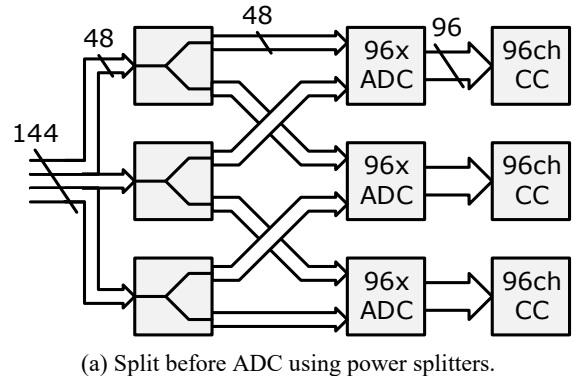 48
48
96
144
96x
ADC
96ch
CC
96x
ADC
96ch
CC
96x
ADC
96ch
CC
(a) Split before ADC using power splitters.